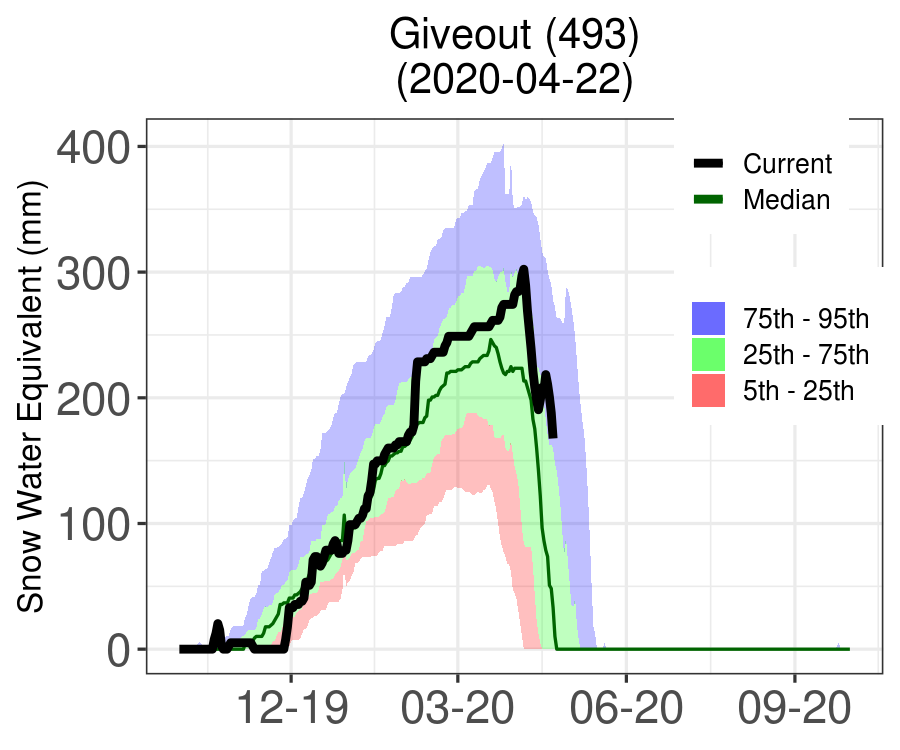 Giveout (493)
(2020-04-22)
Snow Water Equivalent (mm)
400
300
200
100
0
12-19
03-20
06-20
09-20
Current
Median
75th - 95th
25th - 75th
5th - 25th